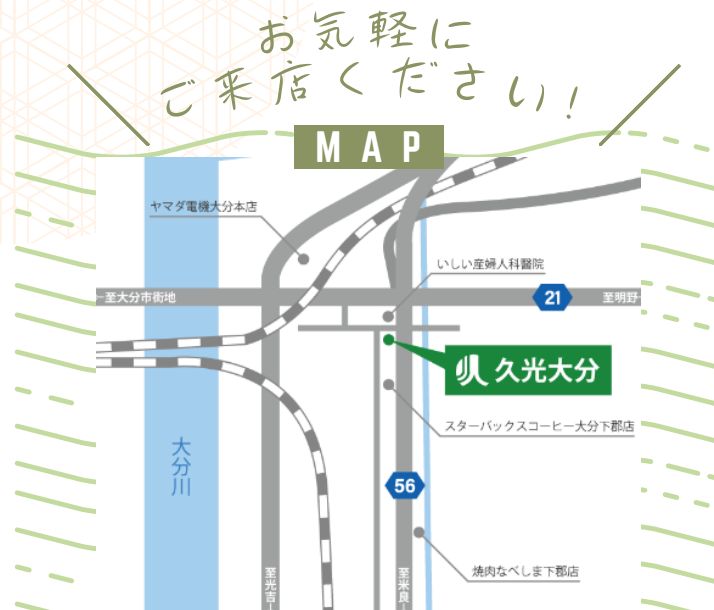 お気軽に
ご来店ください!
MAP
ヤマダ電機大分本店
いしい産婦人科醫院
至大分市街地
21
至明野
久光大分
スターバックスコーヒー大分下郡店
大分川
56
焼肉なべしま下郡店
至光吉
至米良